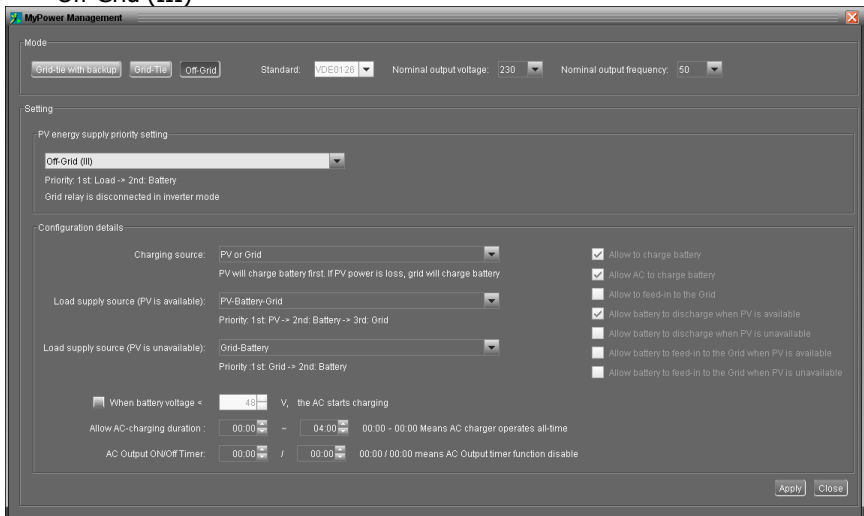 Off-Grid (III)
MyPower Management
Mode
Grid-tie with backup Grid-Tie Off-Grid Standard: VDE0126 Nominal output voltage: 230 Nominal output frequency: 50
Setting
PV energy supply priority setting
Off-Grid (III)
Priority: 1st: Load -> 2nd: Battery
Grid relay is disconnected in inverter mode
Configuration details
Charging source: PV or Grid
PV will charge battery first. If PV power is loss, grid will charge battery
Load supply source (PV is available): PV-Battery-Grid
Priority: 1st: PV -> 2nd: Battery -> 3rd: Grid
Load supply source (PV is unavailable): Grid-Battery
Priority :1st: Grid -> 2nd: Battery
Allow to charge battery
Allow AC to charge battery
Allow to feed-in to the Grid
Allow battery to discharge when PV is available
Allow battery to discharge when PV is unavailable
Allow battery to feed-in to the Grid when PV is available
Allow battery to feed-in to the Grid when PV is unavailable
When battery voltage < 48 V, the AC starts charging
Allow AC-charging duration : 00:00 – 04:00 00:00 - 00:00 Means AC charger operates all-time
AC Output ON/Off Timer: 00:00 / 00:00 00:00 / 00:00 means AC Output timer function disable
Apply Close